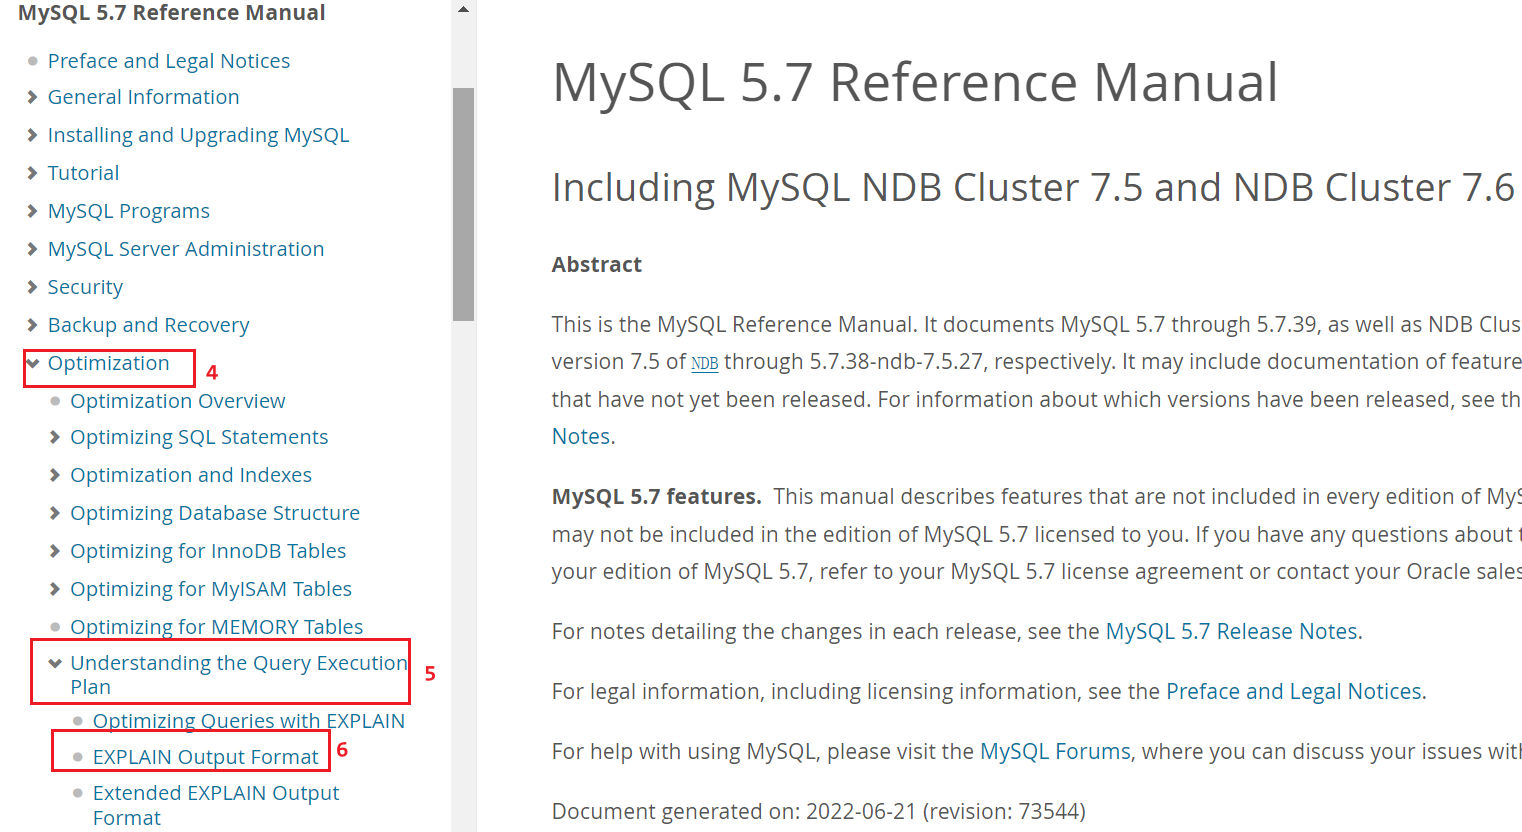 MySQL 5.7 Reference Manual
Preface and Legal Notices
General Information
Installing and Upgrading MySQL
Tutorial
MySQL Programs
MySQL Server Administration
Security
Backup and Recovery
Optimization
4
Optimization Overview
Optimizing SQL Statements
Optimization and Indexes
Optimizing Database Structure
Optimizing for InnoDB Tables
Optimizing for MyISAM Tables
Optimizing for MEMORY Tables
Understanding the Query Execution
Plan
5
Optimizing Queries with EXPLAIN
EXPLAIN Output Format
6
Extended EXPLAIN Output
Format
MySQL 5.7 Reference Manual
Including MySQL NDB Cluster 7.5 and NDB Cluster 7.6
Abstract
This is the MySQL Reference Manual. It documents MySQL 5.7 through 5.7.39, as well as NDB Clus
version 7.5 of NDB through 5.7.38-ndb-7.5.27, respectively. It may include documentation of feature
that have not yet been released. For information about which versions have been released, see th
Notes.
MySQL 5.7 features. This manual describes features that are not included in every edition of MyS
may not be included in the edition of MySQL 5.7 licensed to you. If you have any questions about t
your edition of MySQL 5.7, refer to your MySQL 5.7 license agreement or contact your Oracle sales
For notes detailing the changes in each release, see the MySQL 5.7 Release Notes.
For legal information, including licensing information, see the Preface and Legal Notices.
For help with using MySQL, please visit the MySQL Forums, where you can discuss your issues with
Document generated on: 2022-06-21 (revision: 73544)